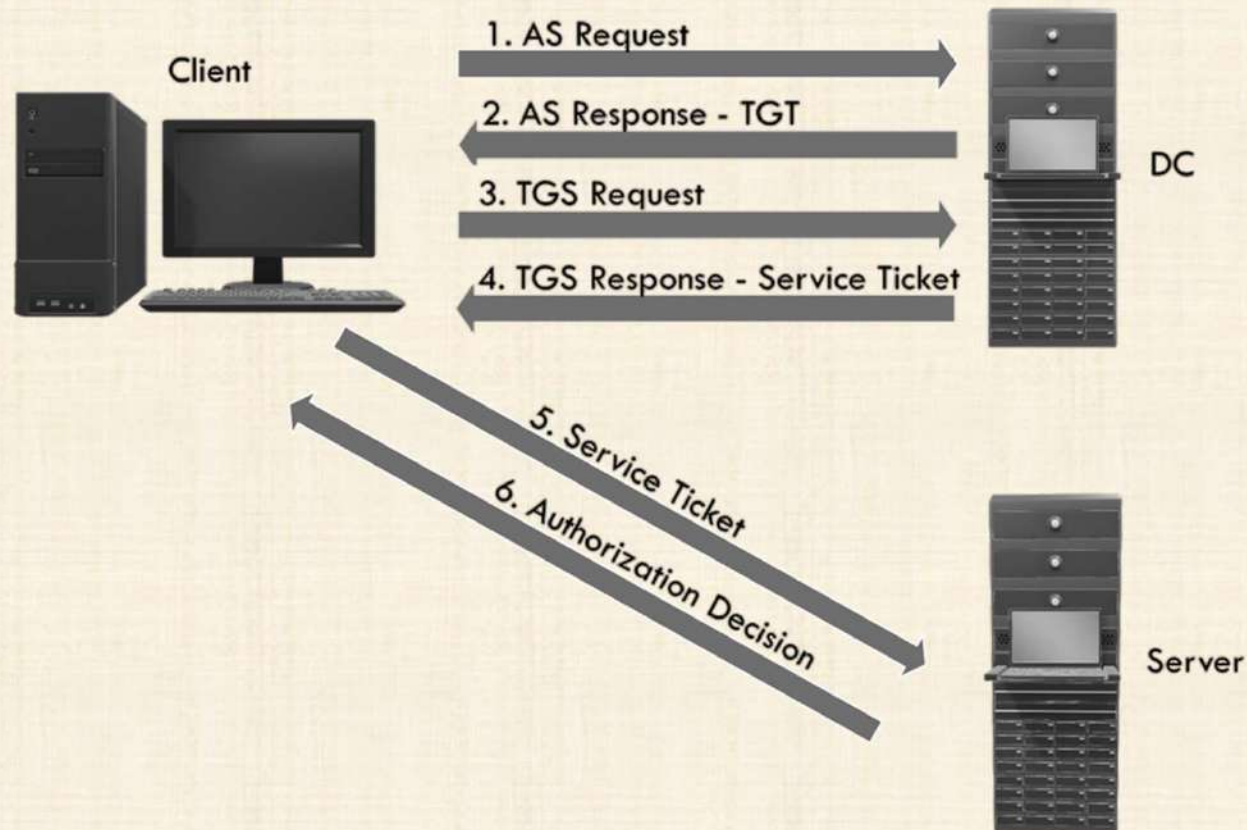 Client
1. AS Request
2. AS Response - TGT
DC
3. TGS Request
4. TGS Response - Service Ticket
5. Service Ticket
6. Authorization Decision
Server